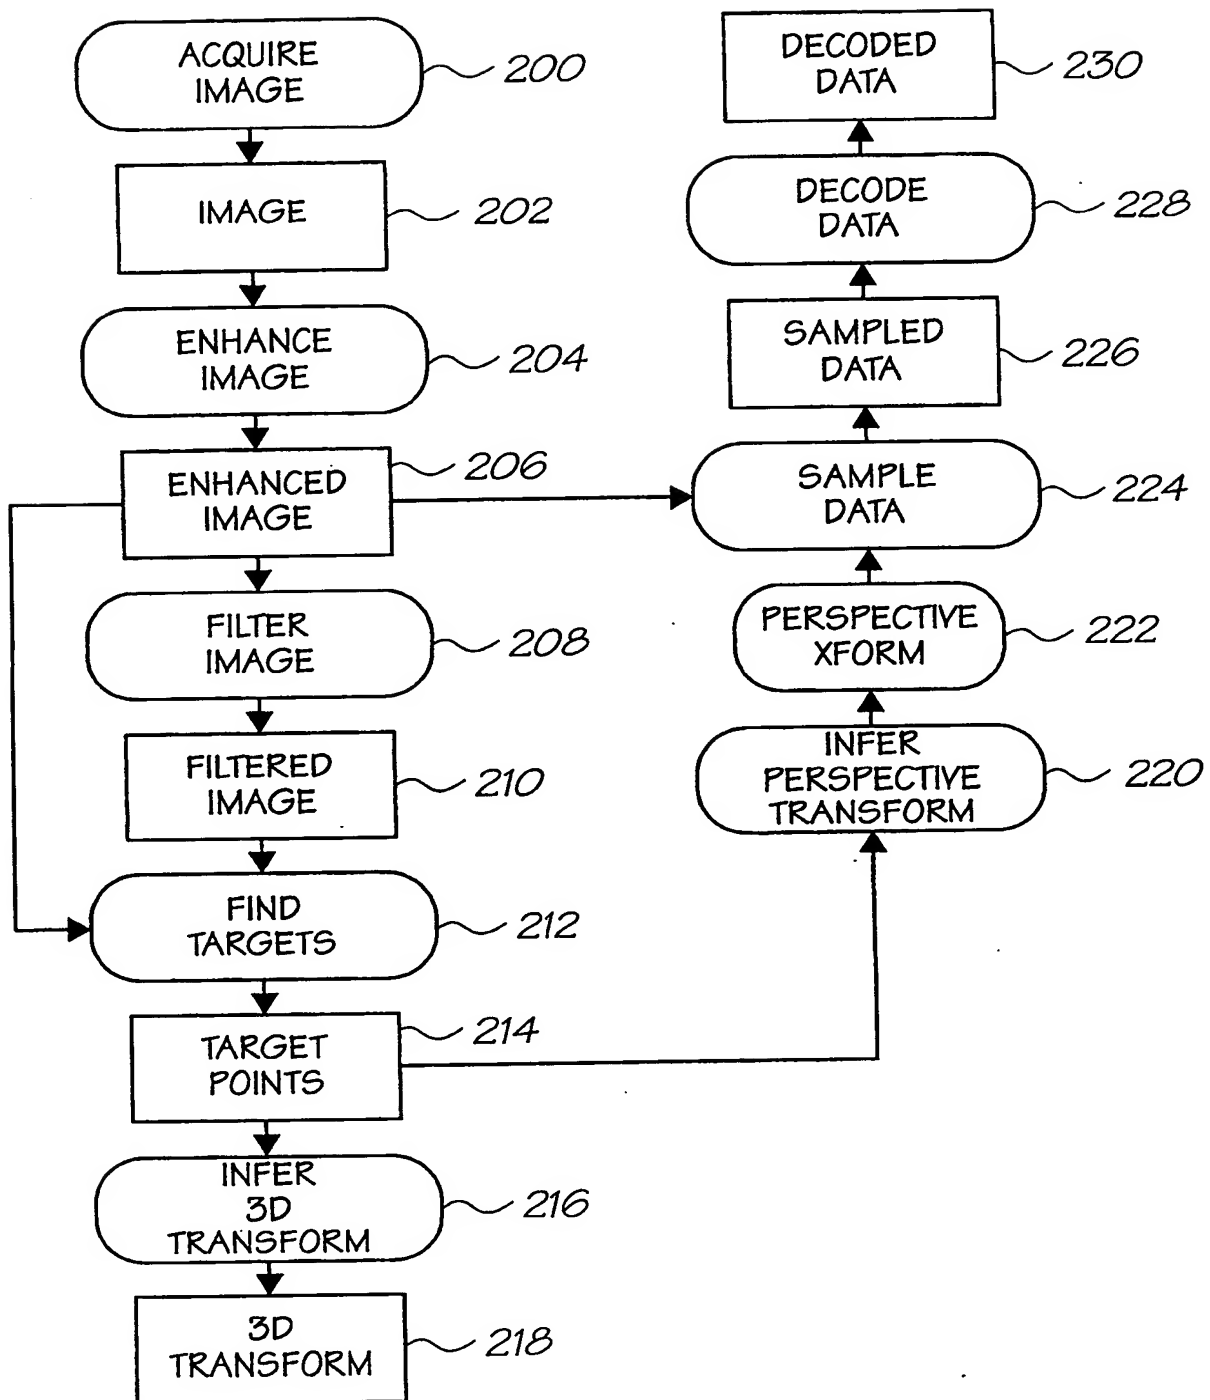 ACQUIRE
IMAGE
200
IMAGE
202
ENHANCE
IMAGE
204
ENHANCED
IMAGE
206
FILTER
IMAGE
208
FILTERED
IMAGE
210
FIND
TARGETS
212
TARGET
POINTS
214
INFER
3D
TRANSFORM
216
3D
TRANSFORM
218
DECODED
DATA
230
DECODE
DATA
228
SAMPLED
DATA
226
SAMPLE
DATA
224
PERSPECTIVE
XFORM
222
INFER
PERSPECTIVE
TRANSFORM
220